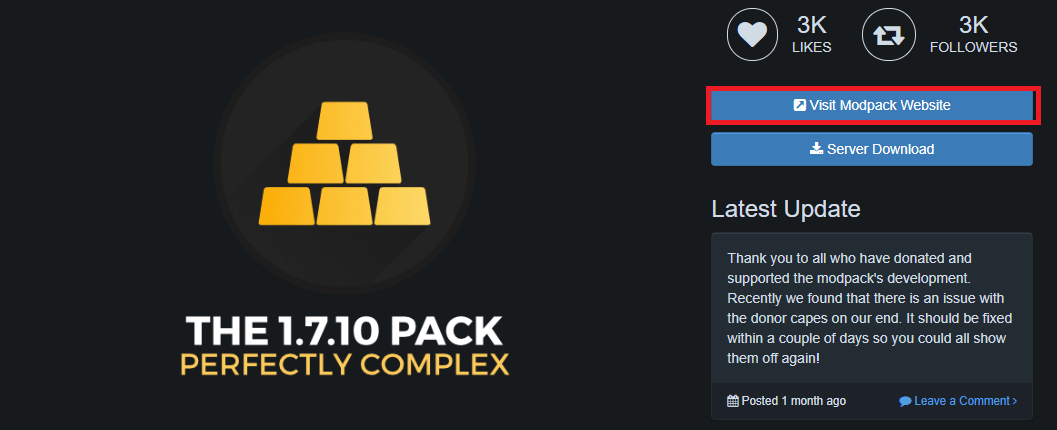 3K
LIKES
3K
FOLLOWERS
Visit Modpack Website
Server Download
Latest Update
Thank you to all who have donated and
supported the modpack's development.
Recently we found that there is an issue with
the donor capes on our end. It should be fixed
within a couple of days so you could all show
them off again!
Posted 1 month ago
Leave a Comment ›
THE 1.7.10 PACK
PERFECTLY COMPLEX